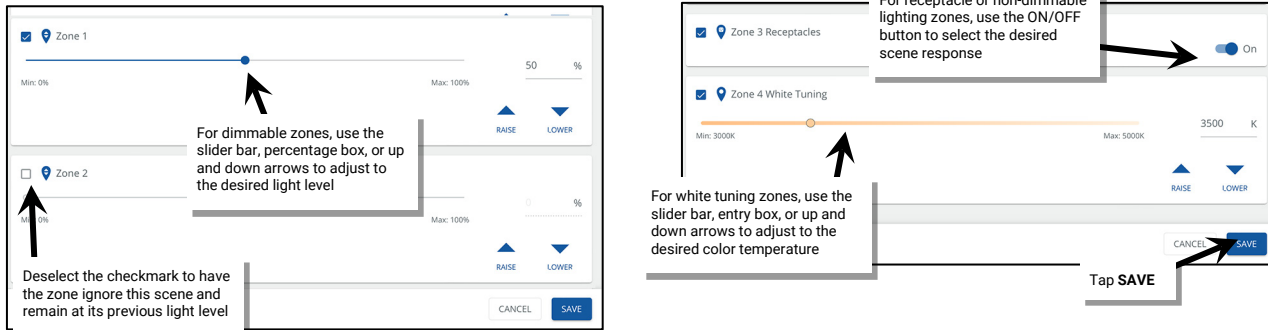 Zone 1
50 %
Min: 0% Max: 100%
RAISE LOWER
For dimmable zones, use the
slider bar, percentage box, or up
and down arrows to adjust to
the desired light level
Zone 2
0 %
Min: 0% Max: 100%
RAISE LOWER
Deselect the checkmark to have
the zone ignore this scene and
remain at its previous light level
CANCEL SAVE
For receptacle or non-dimmable
lighting zones, use the ON/OFF
button to select the desired
scene response
Zone 3 Receptacles
On
Zone 4 White Tuning
3500 K
Min: 3000K Max: 5000K
RAISE LOWER
For white tuning zones, use the
slider bar, entry box, or up and
down arrows to adjust to the
desired color temperature
CANCEL SAVE
Tap SAVE